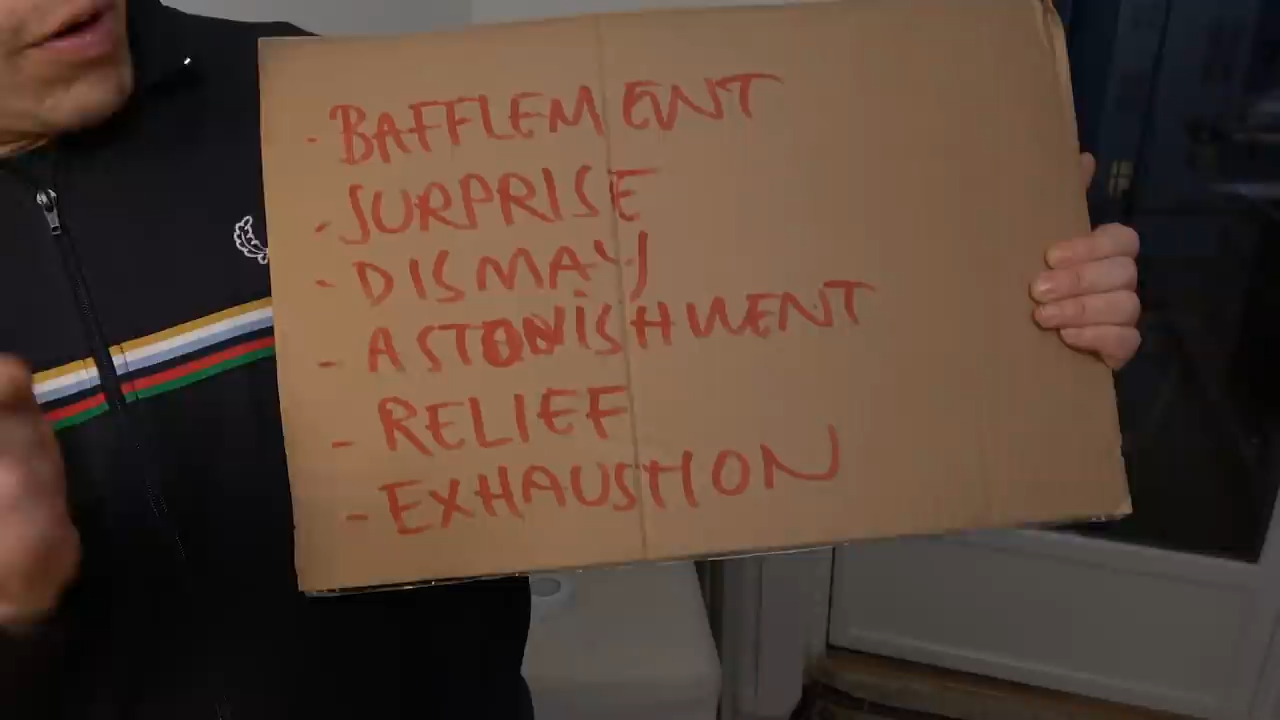 - BAFFLEMENT
- SURPRISE
- DISMAY
- ASTONISHMENT
- RELIEF
- EXHAUSTION